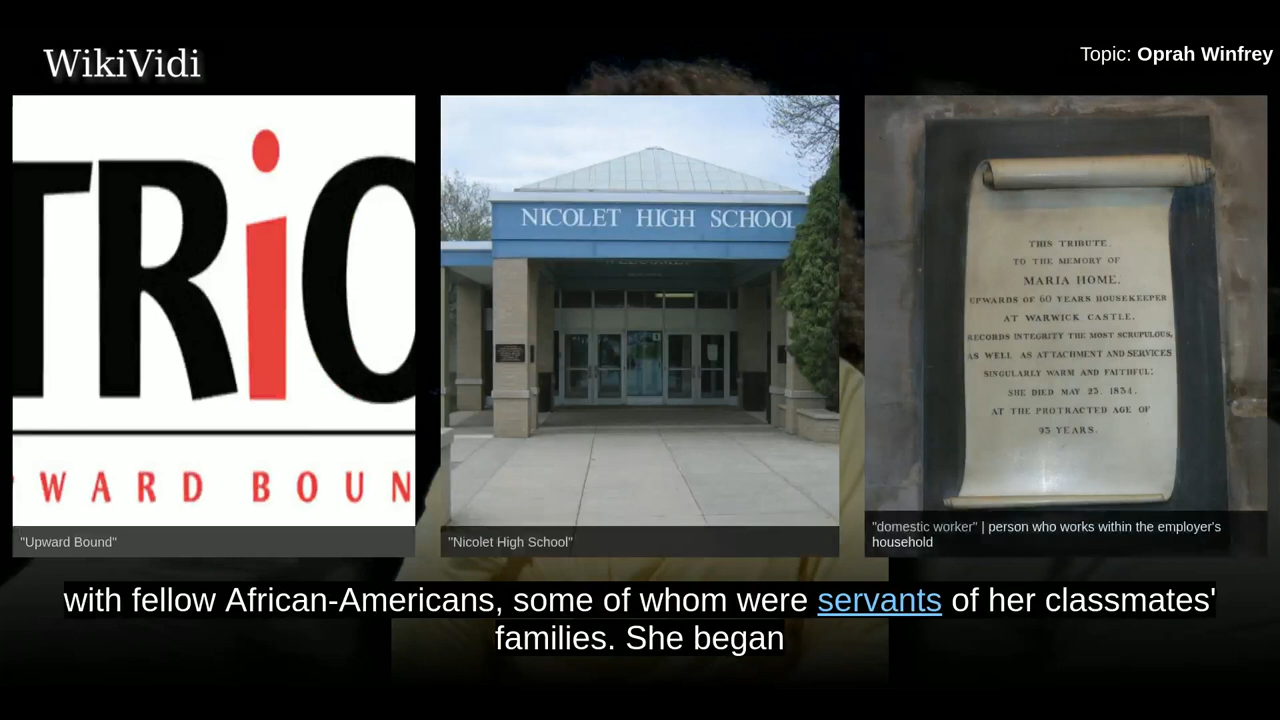 WikiVidi
Topic: Oprah Winfrey
TRiO
WARD BOUN
"Upward Bound"
NICOLET HIGH SCHOOL
"Nicolet High School"
THIS TRIBUTE
TO THE MEMORY OF
MARIA HOME,
UPWARDS OF 60 YEARS HOUSEKEEPER
AT WARWICK CASTLE,
RECORDS INTEGRITY THE MOST SCRUPULOUS,
AS WELL AS ATTACHMENT AND SERVICES
SINGULARLY WARM AND FAITHFUL:
SHE DIED MAY 23. 1834,
AT THE PROTRACTED AGE OF
93 YEARS.
"domestic worker" | person who works within the employer's
household
with fellow African-Americans, some of whom were servants of her classmates'
families. She began